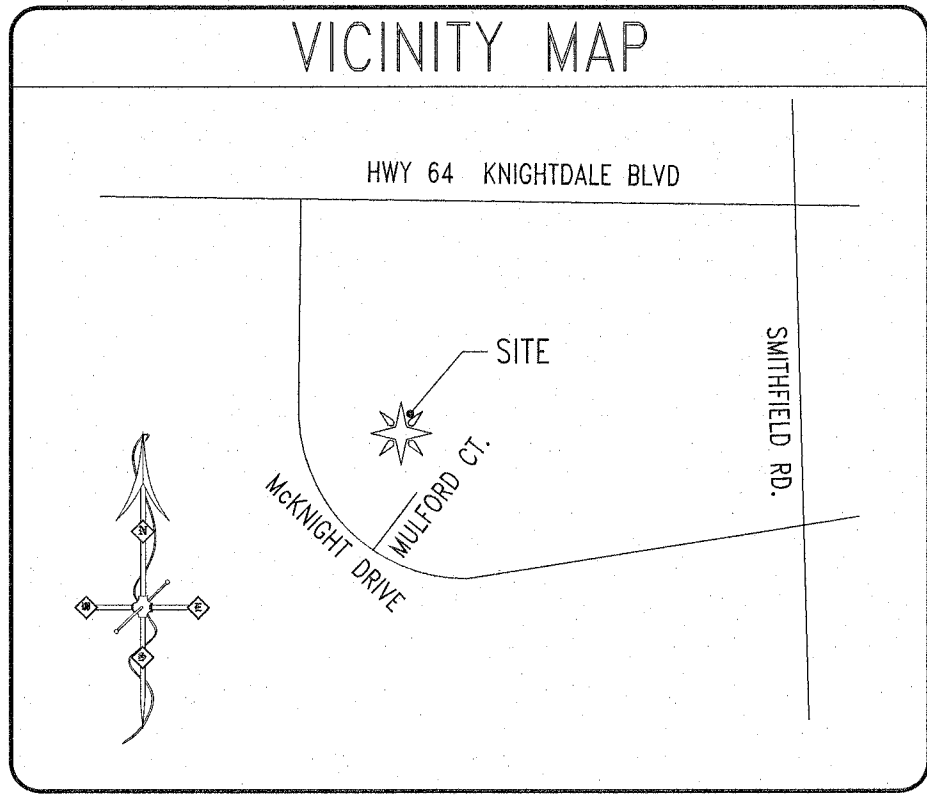 VICINITY MAP
HWY 64 KNIGHTDALE BLVD
SITE
SMITHFIELD RD.
MULFORD CT.
McKNIGHT DRIVE
N